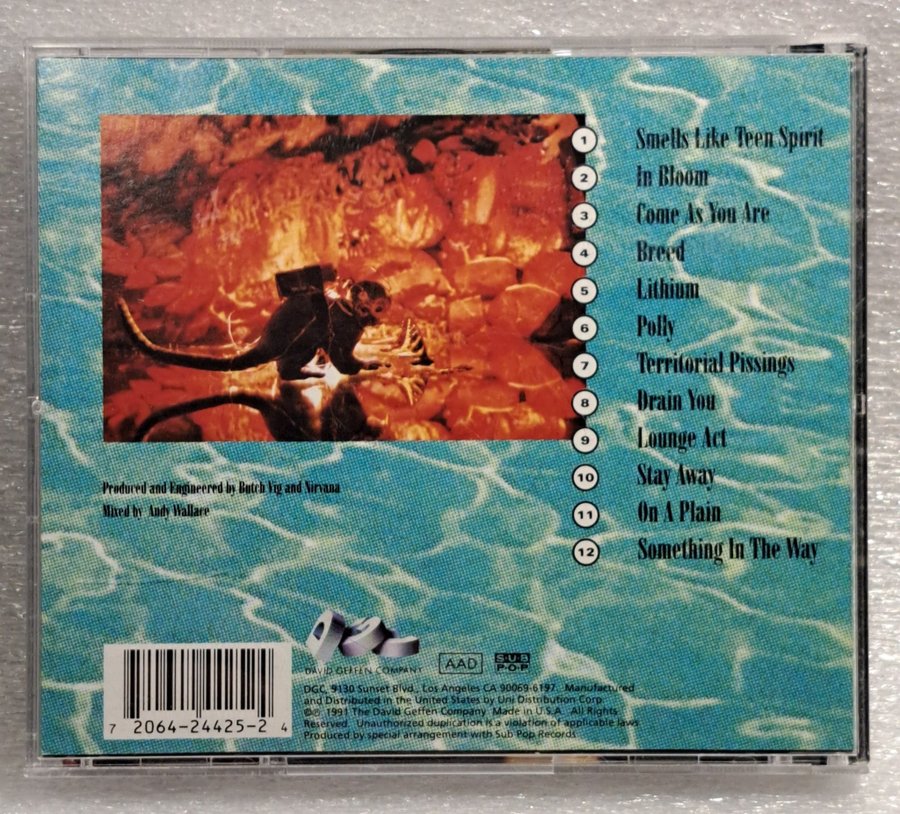 1 Smells Like Teen Spirit
2 In Bloom
3 Come As You Are
4 Breed
5 Lithium
6 Polly
7 Territorial Pissings
8 Drain You
9 Lounge Act
10 Stay Away
11 On A Plain
12 Something In The Way
Produced and Engineered by Butch Vig and Nirvana
Mixed by Andy Wallace
DGC
DAVID GEFFEN COMPANY
AAD
SUB
POP
DGC, 9130 Sunset Blvd., Los Angeles CA 90069-6197. Manufactured
and Distributed in the United States by Uni Distribution Corp.
©℗ 1991 The David Geffen Company Made in U.S.A. All Rights
Reserved. Unauthorized duplication is a violation of applicable laws
Produced by special arrangement with Sub Pop Records
7 2064-24425-2 4